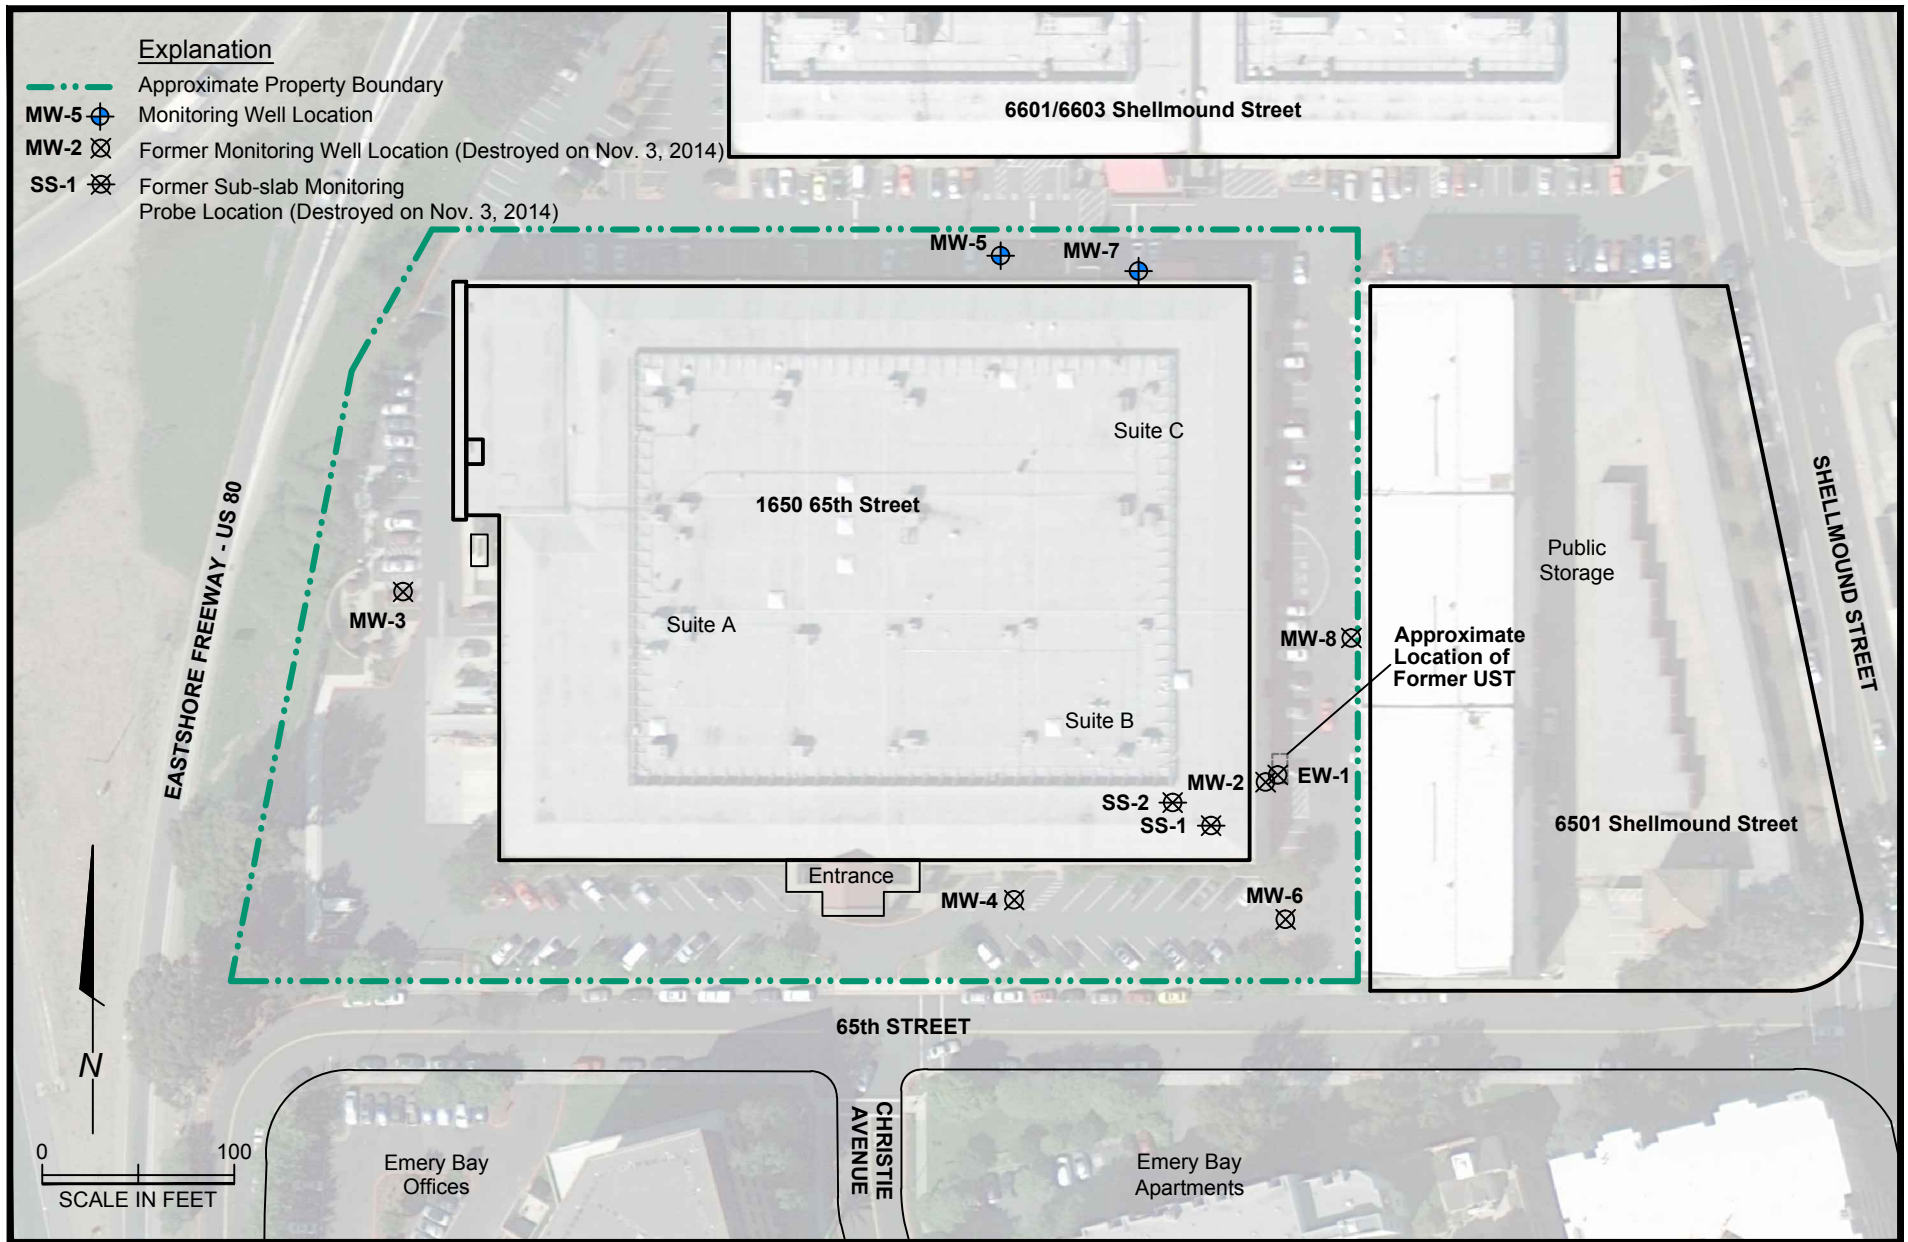 Explanation
Approximate Property Boundary
MW-5 Monitoring Well Location
MW-2 Former Monitoring Well Location (Destroyed on Nov. 3, 2014)
SS-1 Former Sub-slab Monitoring
Probe Location (Destroyed on Nov. 3, 2014)
6601/6603 Shellmound Street
MW-5
MW-7
Suite C
1650 65th Street
EASTSHORE FREEWAY - US 80
SHELLMOUND STREET
Public
Storage
MW-3
Suite A
MW-8
Approximate
Location of
Former UST
Suite B
MW-2
EW-1
SS-2
SS-1
6501 Shellmound Street
Entrance
MW-4
MW-6
65th STREET
N
CHRISTIE
AVENUE
0 100
SCALE IN FEET
Emery Bay
Offices
Emery Bay
Apartments